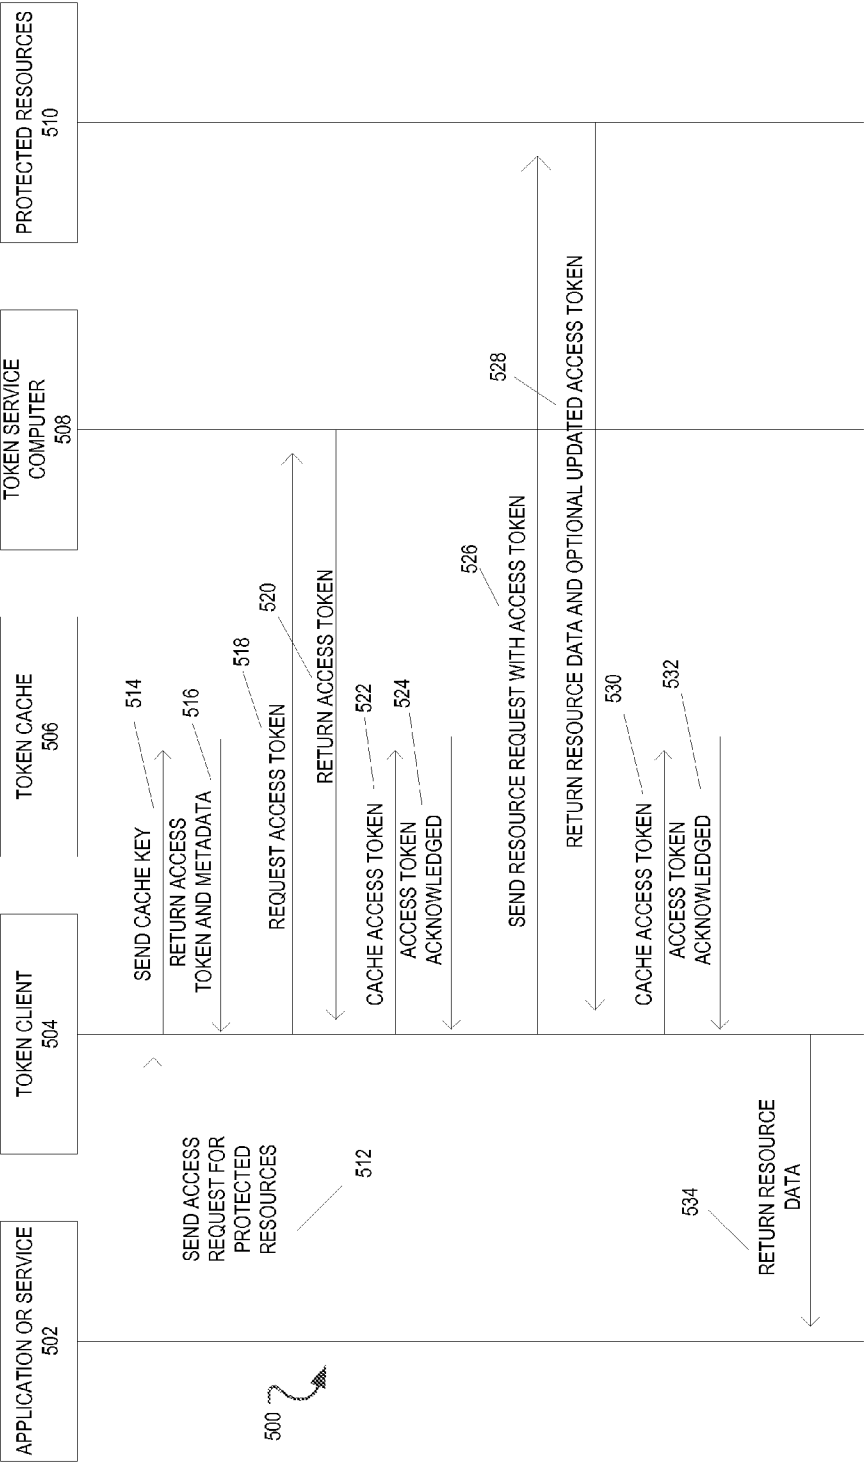 APPLICATION OR SERVICE
502
TOKEN CLIENT
504
TOKEN CACHE
506
TOKEN SERVICE
COMPUTER
508
PROTECTED RESOURCES
510
500
SEND ACCESS
REQUEST FOR
PROTECTED
RESOURCES
512
SEND CACHE KEY
514
RETURN ACCESS
TOKEN AND METADATA
516
REQUEST ACCESS TOKEN
518
RETURN ACCESS TOKEN
520
CACHE ACCESS TOKEN
522
ACCESS TOKEN
ACKNOWLEDGED
524
SEND RESOURCE REQUEST WITH ACCESS TOKEN
526
RETURN RESOURCE DATA AND OPTIONAL UPDATED ACCESS TOKEN
528
CACHE ACCESS TOKEN
530
ACCESS TOKEN
ACKNOWLEDGED
532
RETURN RESOURCE
DATA
534